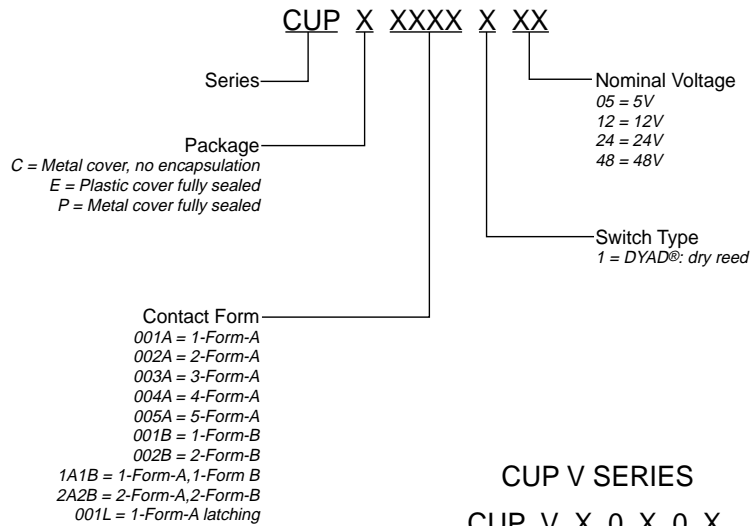 CUP X XXXX X XX
Series
Nominal Voltage
05 = 5V
12 = 12V
24 = 24V
48 = 48V
Package
C = Metal cover, no encapsulation
E = Plastic cover fully sealed
P = Metal cover fully sealed
Switch Type
1 = DYAD®: dry reed
Contact Form
001A = 1-Form-A
002A = 2-Form-A
003A = 3-Form-A
004A = 4-Form-A
005A = 5-Form-A
001B = 1-Form-B
002B = 2-Form-B
1A1B = 1-Form-A,1-Form B
2A2B = 2-Form-A,2-Form-B
001L = 1-Form-A latching
CUP V SERIES
CUP V X 0 X 0 X